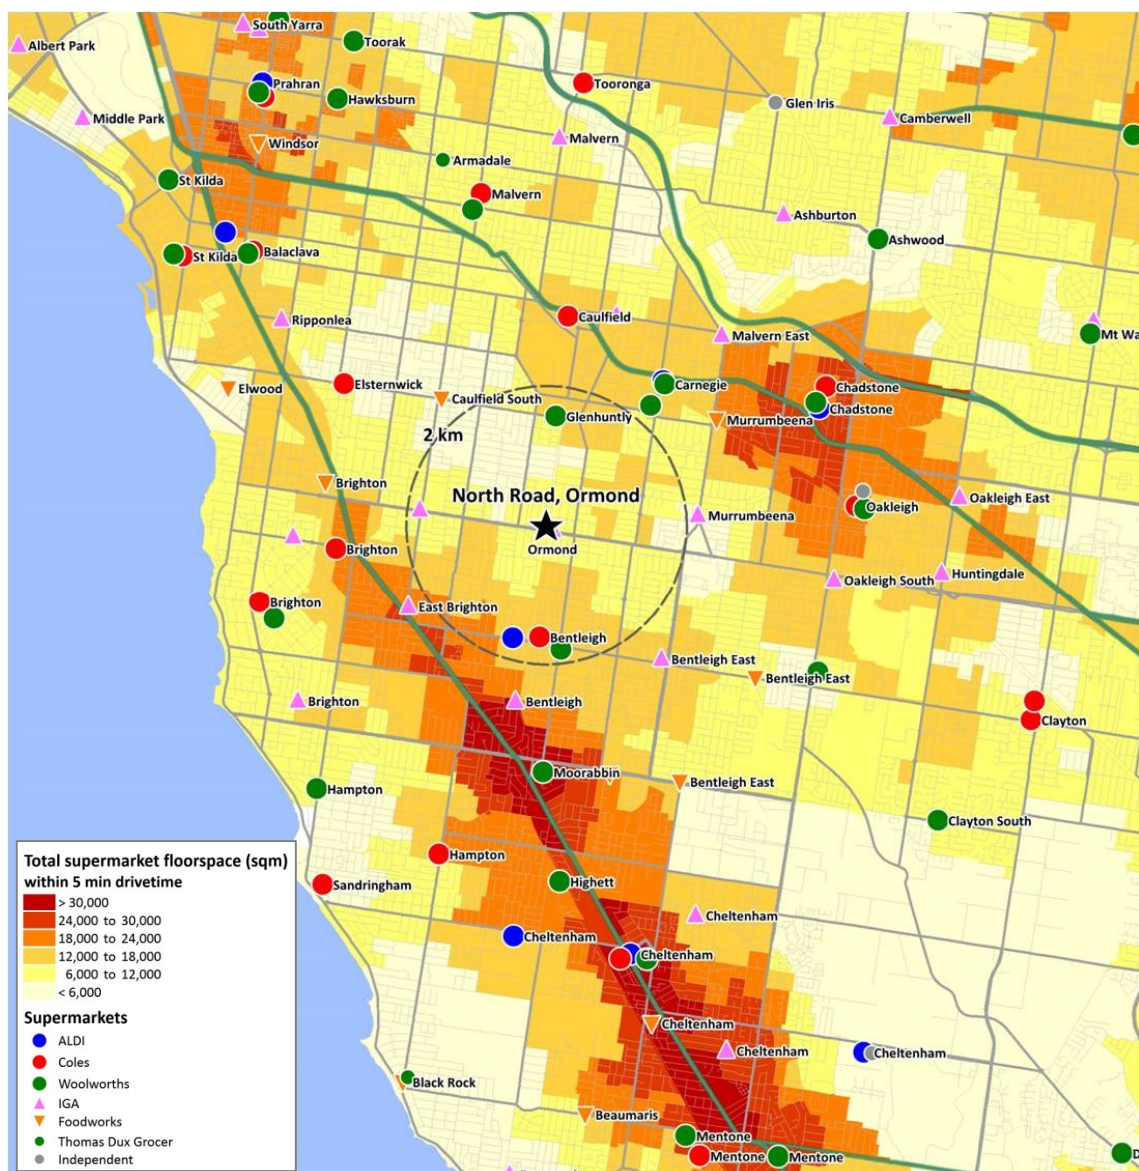 South Yarra
Albert Park
Toorak
Prahran
Tooronga
Hawksburn
Glen Iris
Middle Park
Camberwell
Windsor
Malvern
Armadale
St Kilda
Malvern
Ashburton
Ashwood
St Kilda
Balaclava
Ripponlea
Caulfield
Malvern East
Mt Wa
Elwood
Elsternwick
Carnegie
Chadstone
Caulfield South
Chadstone
Glenhuntly
Murrumbeena
2 km
Brighton
North Road, Ormond
Oakleigh East
Oakleigh
Murrumbeena
Ormond
Brighton
Oakleigh South
Huntingdale
Brighton
East Brighton
Bentleigh
Bentleigh East
Bentleigh East
Brighton
Bentleigh
Clayton
Moorabbin
Bentleigh East
Hampton
Clayton South
Hampton
Sandringham
Highett
Cheltenham
Cheltenham
Cheltenham
Cheltenham
Cheltenham
Cheltenham
Black Rock
Beaumaris
Mentone
Mentone
Mentone
D
Total supermarket floorspace (sqm)
within 5 min drivetime
> 30,000
24,000 to 30,000
18,000 to 24,000
12,000 to 18,000
6,000 to 12,000
< 6,000
Supermarkets
ALDI
Coles
Woolworths
IGA
Foodworks
Thomas Dux Grocer
Independent